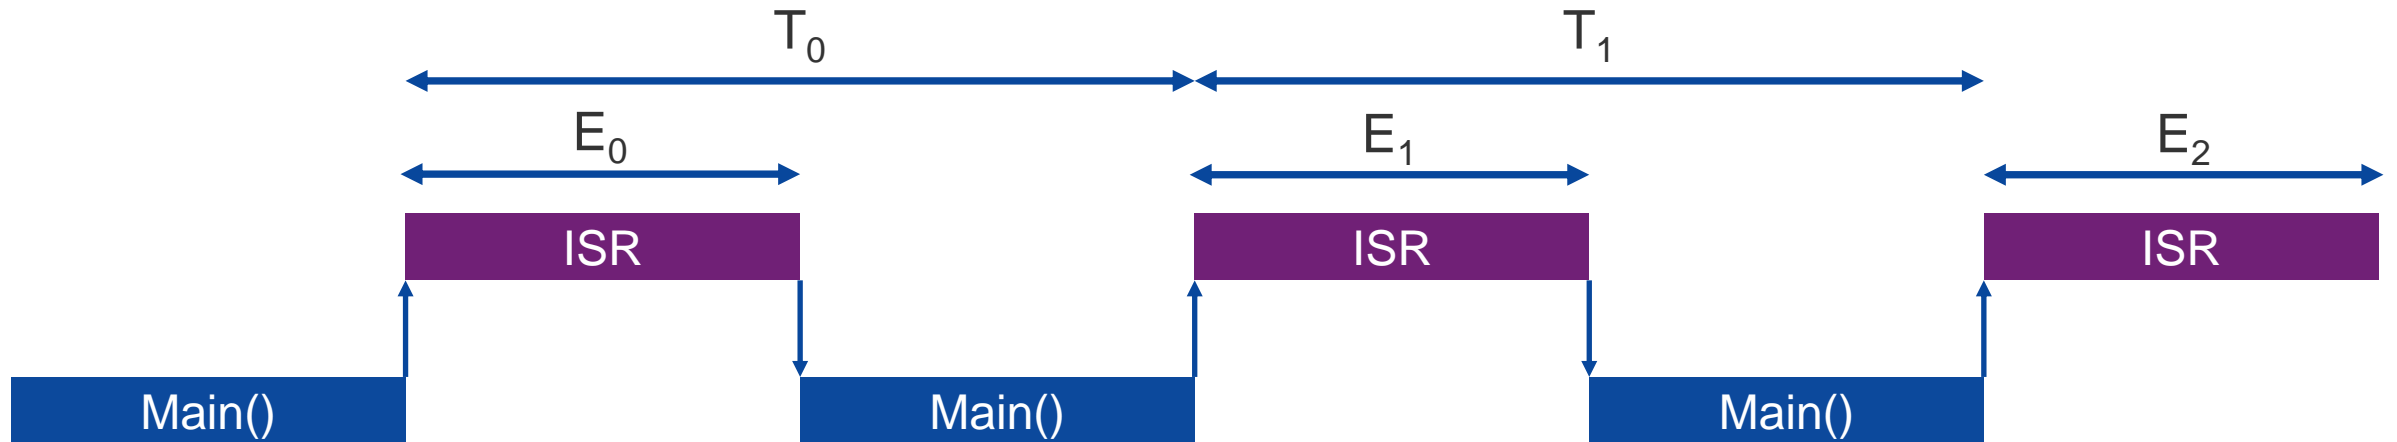 T₀ T₁
E₀ E₁ E₂
ISR ISR ISR
Main() Main() Main()